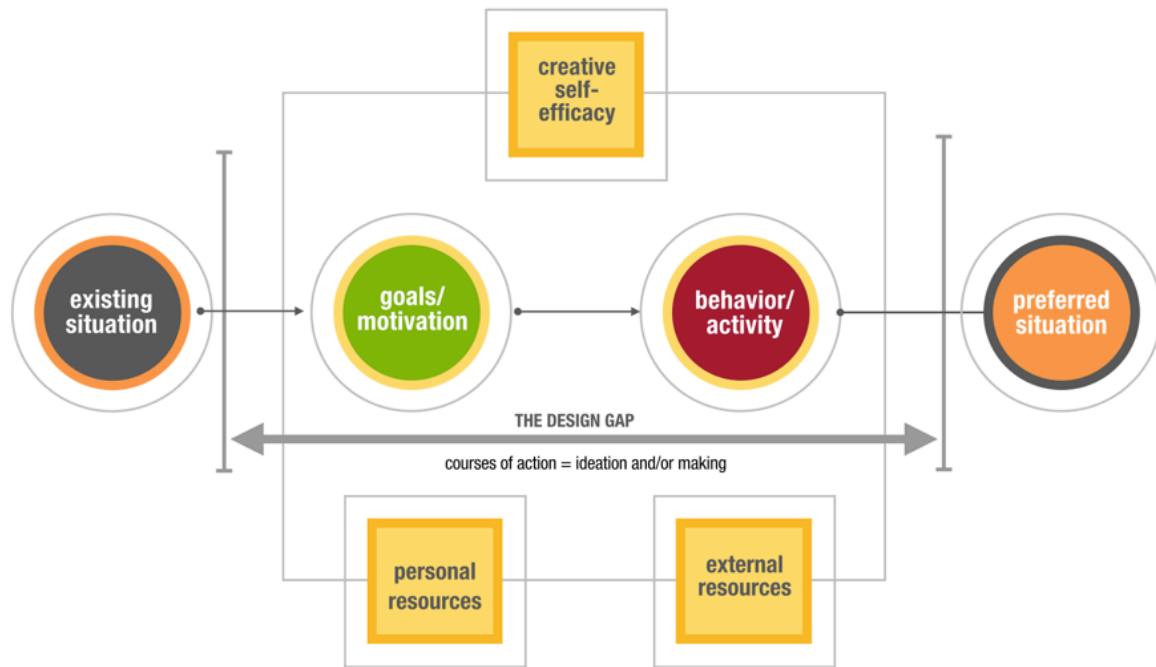 creative
self-
efficacy
existing
situation
goals/
motivation
behavior/
activity
preferred
situation
THE DESIGN GAP
courses of action = ideation and/or making
personal
resources
external
resources